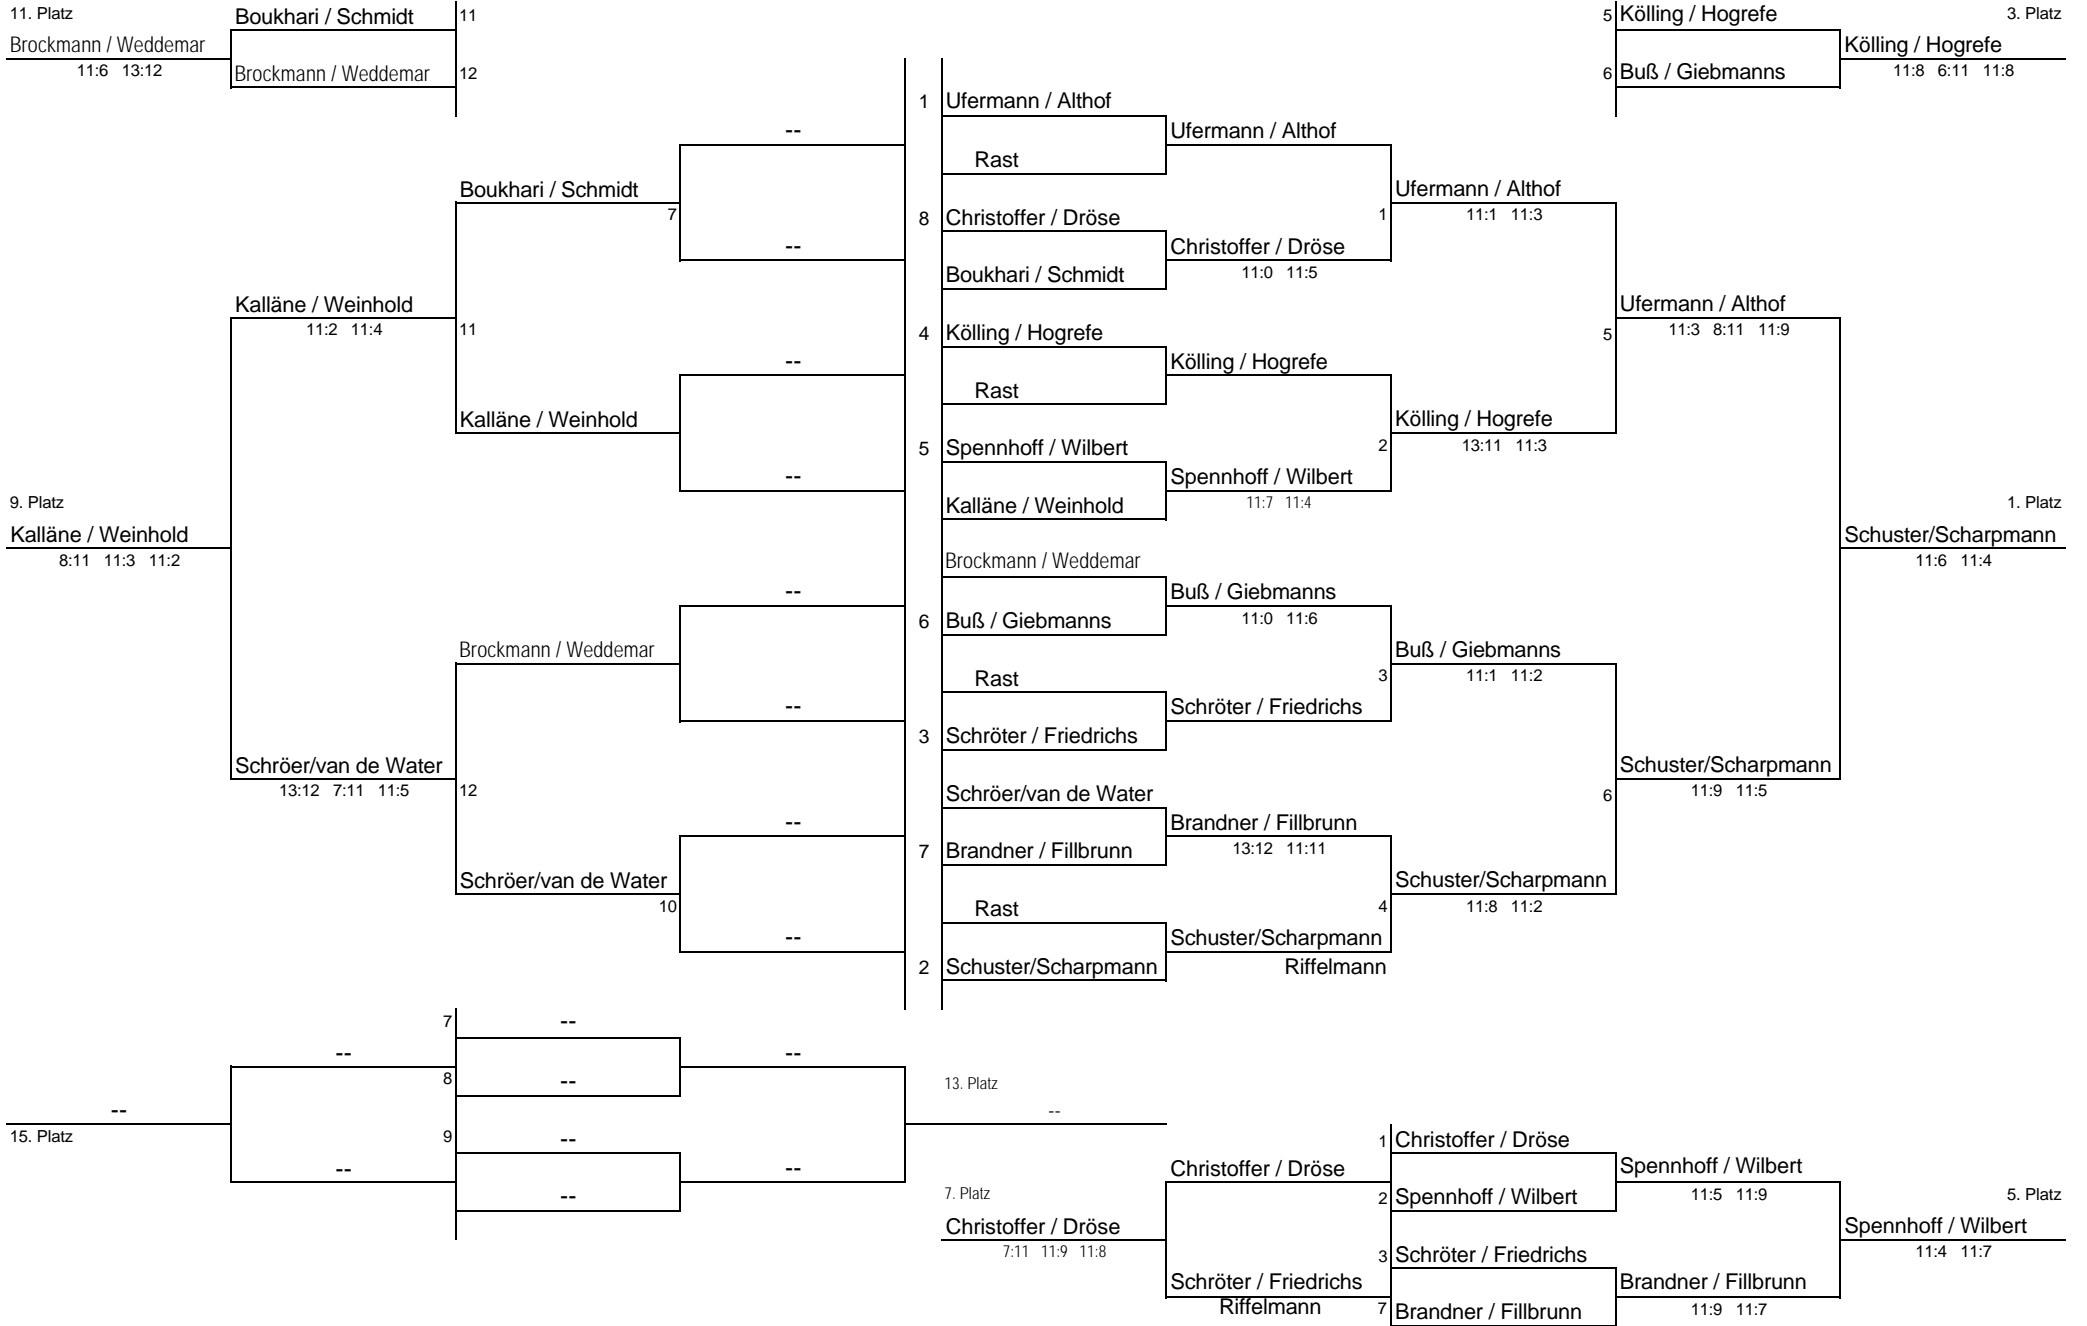 11. Platz
Boukhari / Schmidt 11
Brockmann / Weddemar
11:6 13:12
Brockmann / Weddemar 12
5 Kölling / Hogrefe
3. Platz
Kölling / Hogrefe
6 Buß / Giebmanns
11:8 6:11 11:8
1 Ufermann / Althof
--
Ufermann / Althof
Rast
Boukhari / Schmidt
7
Ufermann / Althof
1
11:1 11:3
8 Christoffer / Dröse
--
Christoffer / Dröse
11:0 11:5
Boukhari / Schmidt
Kalläne / Weinhold
11:2 11:4
11
Ufermann / Althof
5
11:3 8:11 11:9
4 Kölling / Hogrefe
--
Kölling / Hogrefe
Rast
Kalläne / Weinhold
Kölling / Hogrefe
2
13:11 11:3
5 Spennhoff / Wilbert
--
Spennhoff / Wilbert
11:7 11:4
Kalläne / Weinhold
9. Platz
Kalläne / Weinhold
8:11 11:3 11:2
1. Platz
Schuster/Scharpmann
11:6 11:4
Brockmann / Weddemar
--
Buß / Giebmanns
11:0 11:6
6 Buß / Giebmanns
Brockmann / Weddemar
Buß / Giebmanns
3
11:1 11:2
Rast
--
Schröter / Friedrichs
3 Schröter / Friedrichs
Schröer/van de Water
13:12 7:11 11:5
12
Schuster/Scharpmann
6
11:9 11:5
Schröer/van de Water
--
Brandner / Fillbrunn
13:12 11:11
7 Brandner / Fillbrunn
Schröer/van de Water
10
Schuster/Scharpmann
4
11:8 11:2
Rast
--
Schuster/Scharpmann
Riffelmann
2 Schuster/Scharpmann
7 --
--
--
8 --
13. Platz
--
--
15. Platz
9 --
--
--
--
1 Christoffer / Dröse
Christoffer / Dröse
Spennhoff / Wilbert
7. Platz
2 Spennhoff / Wilbert
11:5 11:9
5. Platz
Christoffer / Dröse
Spennhoff / Wilbert
7:11 11:9 11:8
3 Schröter / Friedrichs
11:4 11:7
Schröter / Friedrichs
Brandner / Fillbrunn
Riffelmann
7 Brandner / Fillbrunn
11:9 11:7